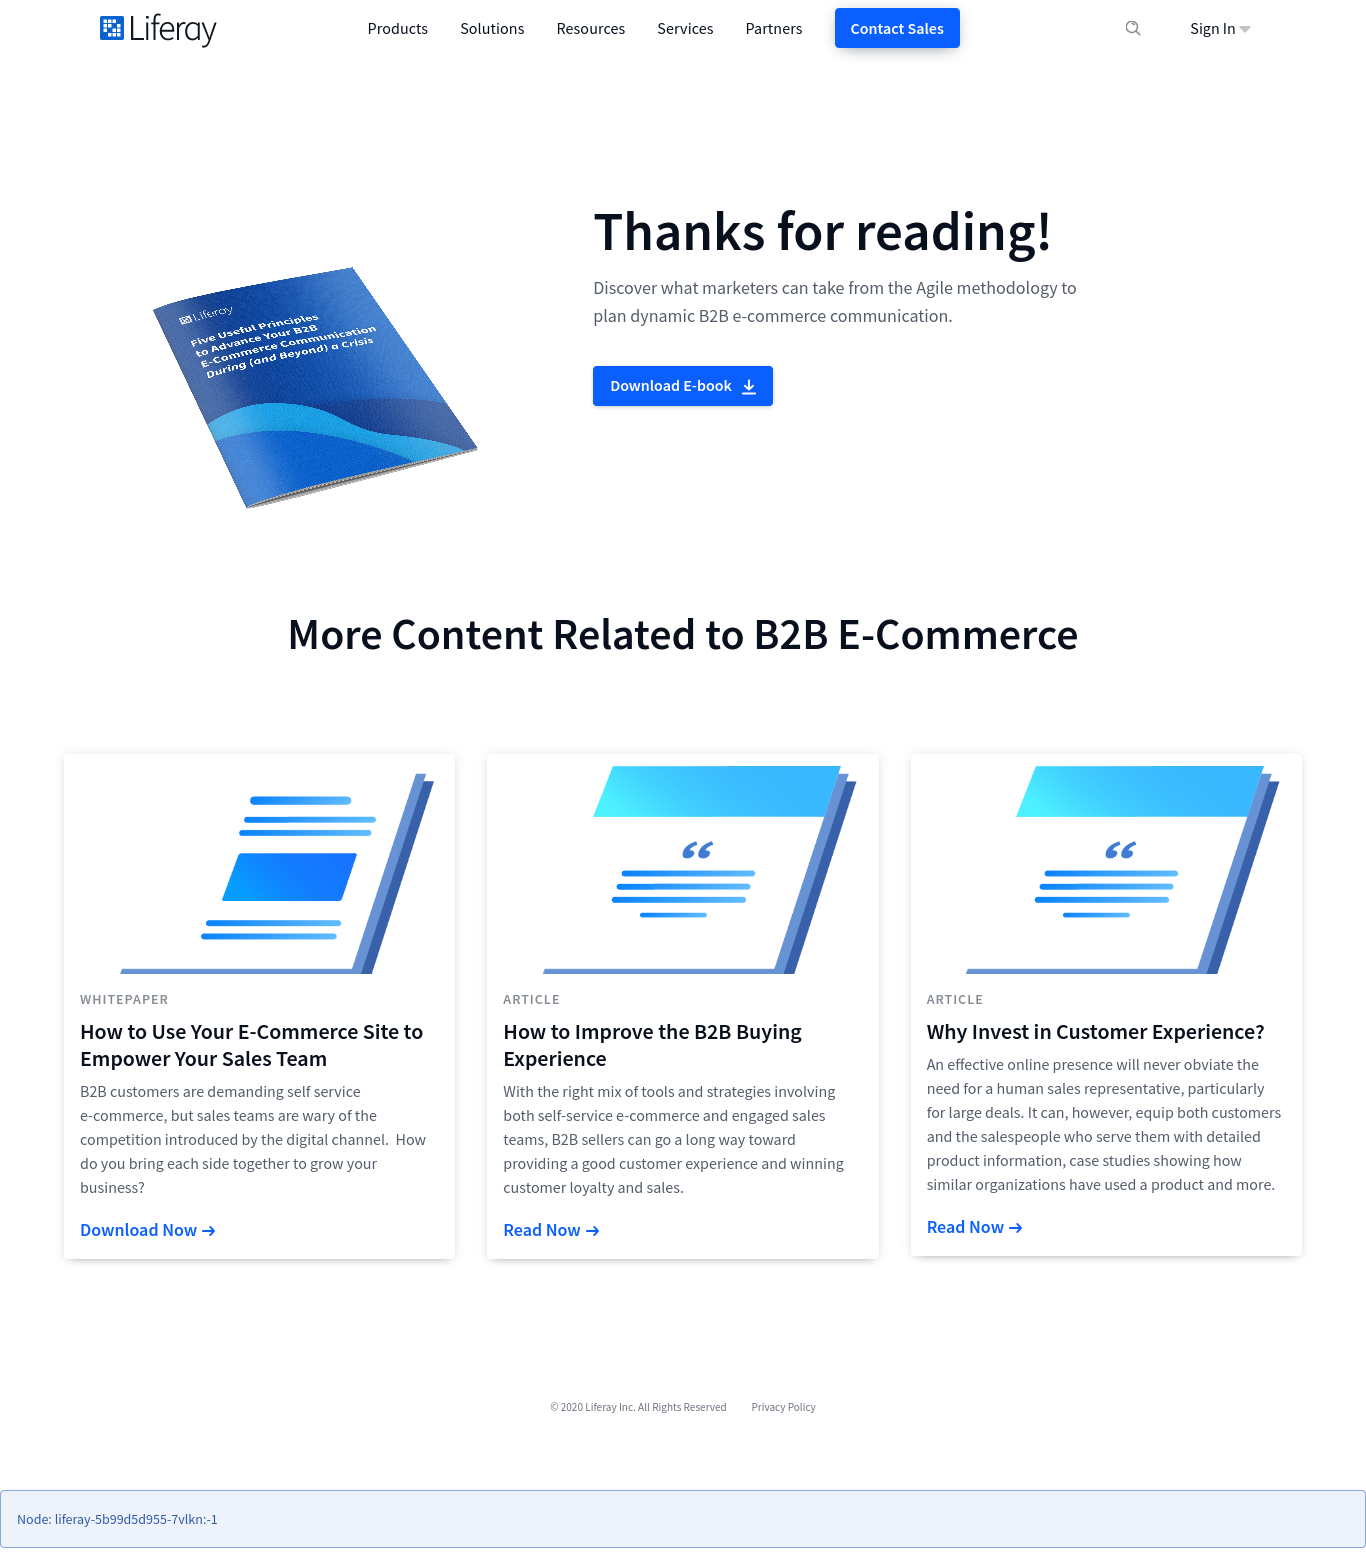 Liferay
Products
Solutions
Resources
Services
Partners
Contact Sales
Sign In
Liferay
Five Useful Principles
to Advance Your B2B
E-Commerce Communication
During (and Beyond) a Crisis
Thanks for reading!
Discover what marketers can take from the Agile methodology to
plan dynamic B2B e-commerce communication.
Download E-book
More Content Related to B2B E-Commerce
WHITEPAPER
How to Use Your E-Commerce Site to
Empower Your Sales Team
B2B customers are demanding self service
e-commerce, but sales teams are wary of the
competition introduced by the digital channel.  How
do you bring each side together to grow your
business?
Download Now →
ARTICLE
How to Improve the B2B Buying
Experience
With the right mix of tools and strategies involving
both self-service e-commerce and engaged sales
teams, B2B sellers can go a long way toward
providing a good customer experience and winning
customer loyalty and sales.
Read Now →
ARTICLE
Why Invest in Customer Experience?
An effective online presence will never obviate the
need for a human sales representative, particularly
for large deals. It can, however, equip both customers
and the salespeople who serve them with detailed
product information, case studies showing how
similar organizations have used a product and more.
Read Now →
© 2020 Liferay Inc. All Rights Reserved
Privacy Policy
Node: liferay-5b99d5d955-7vlkn:-1